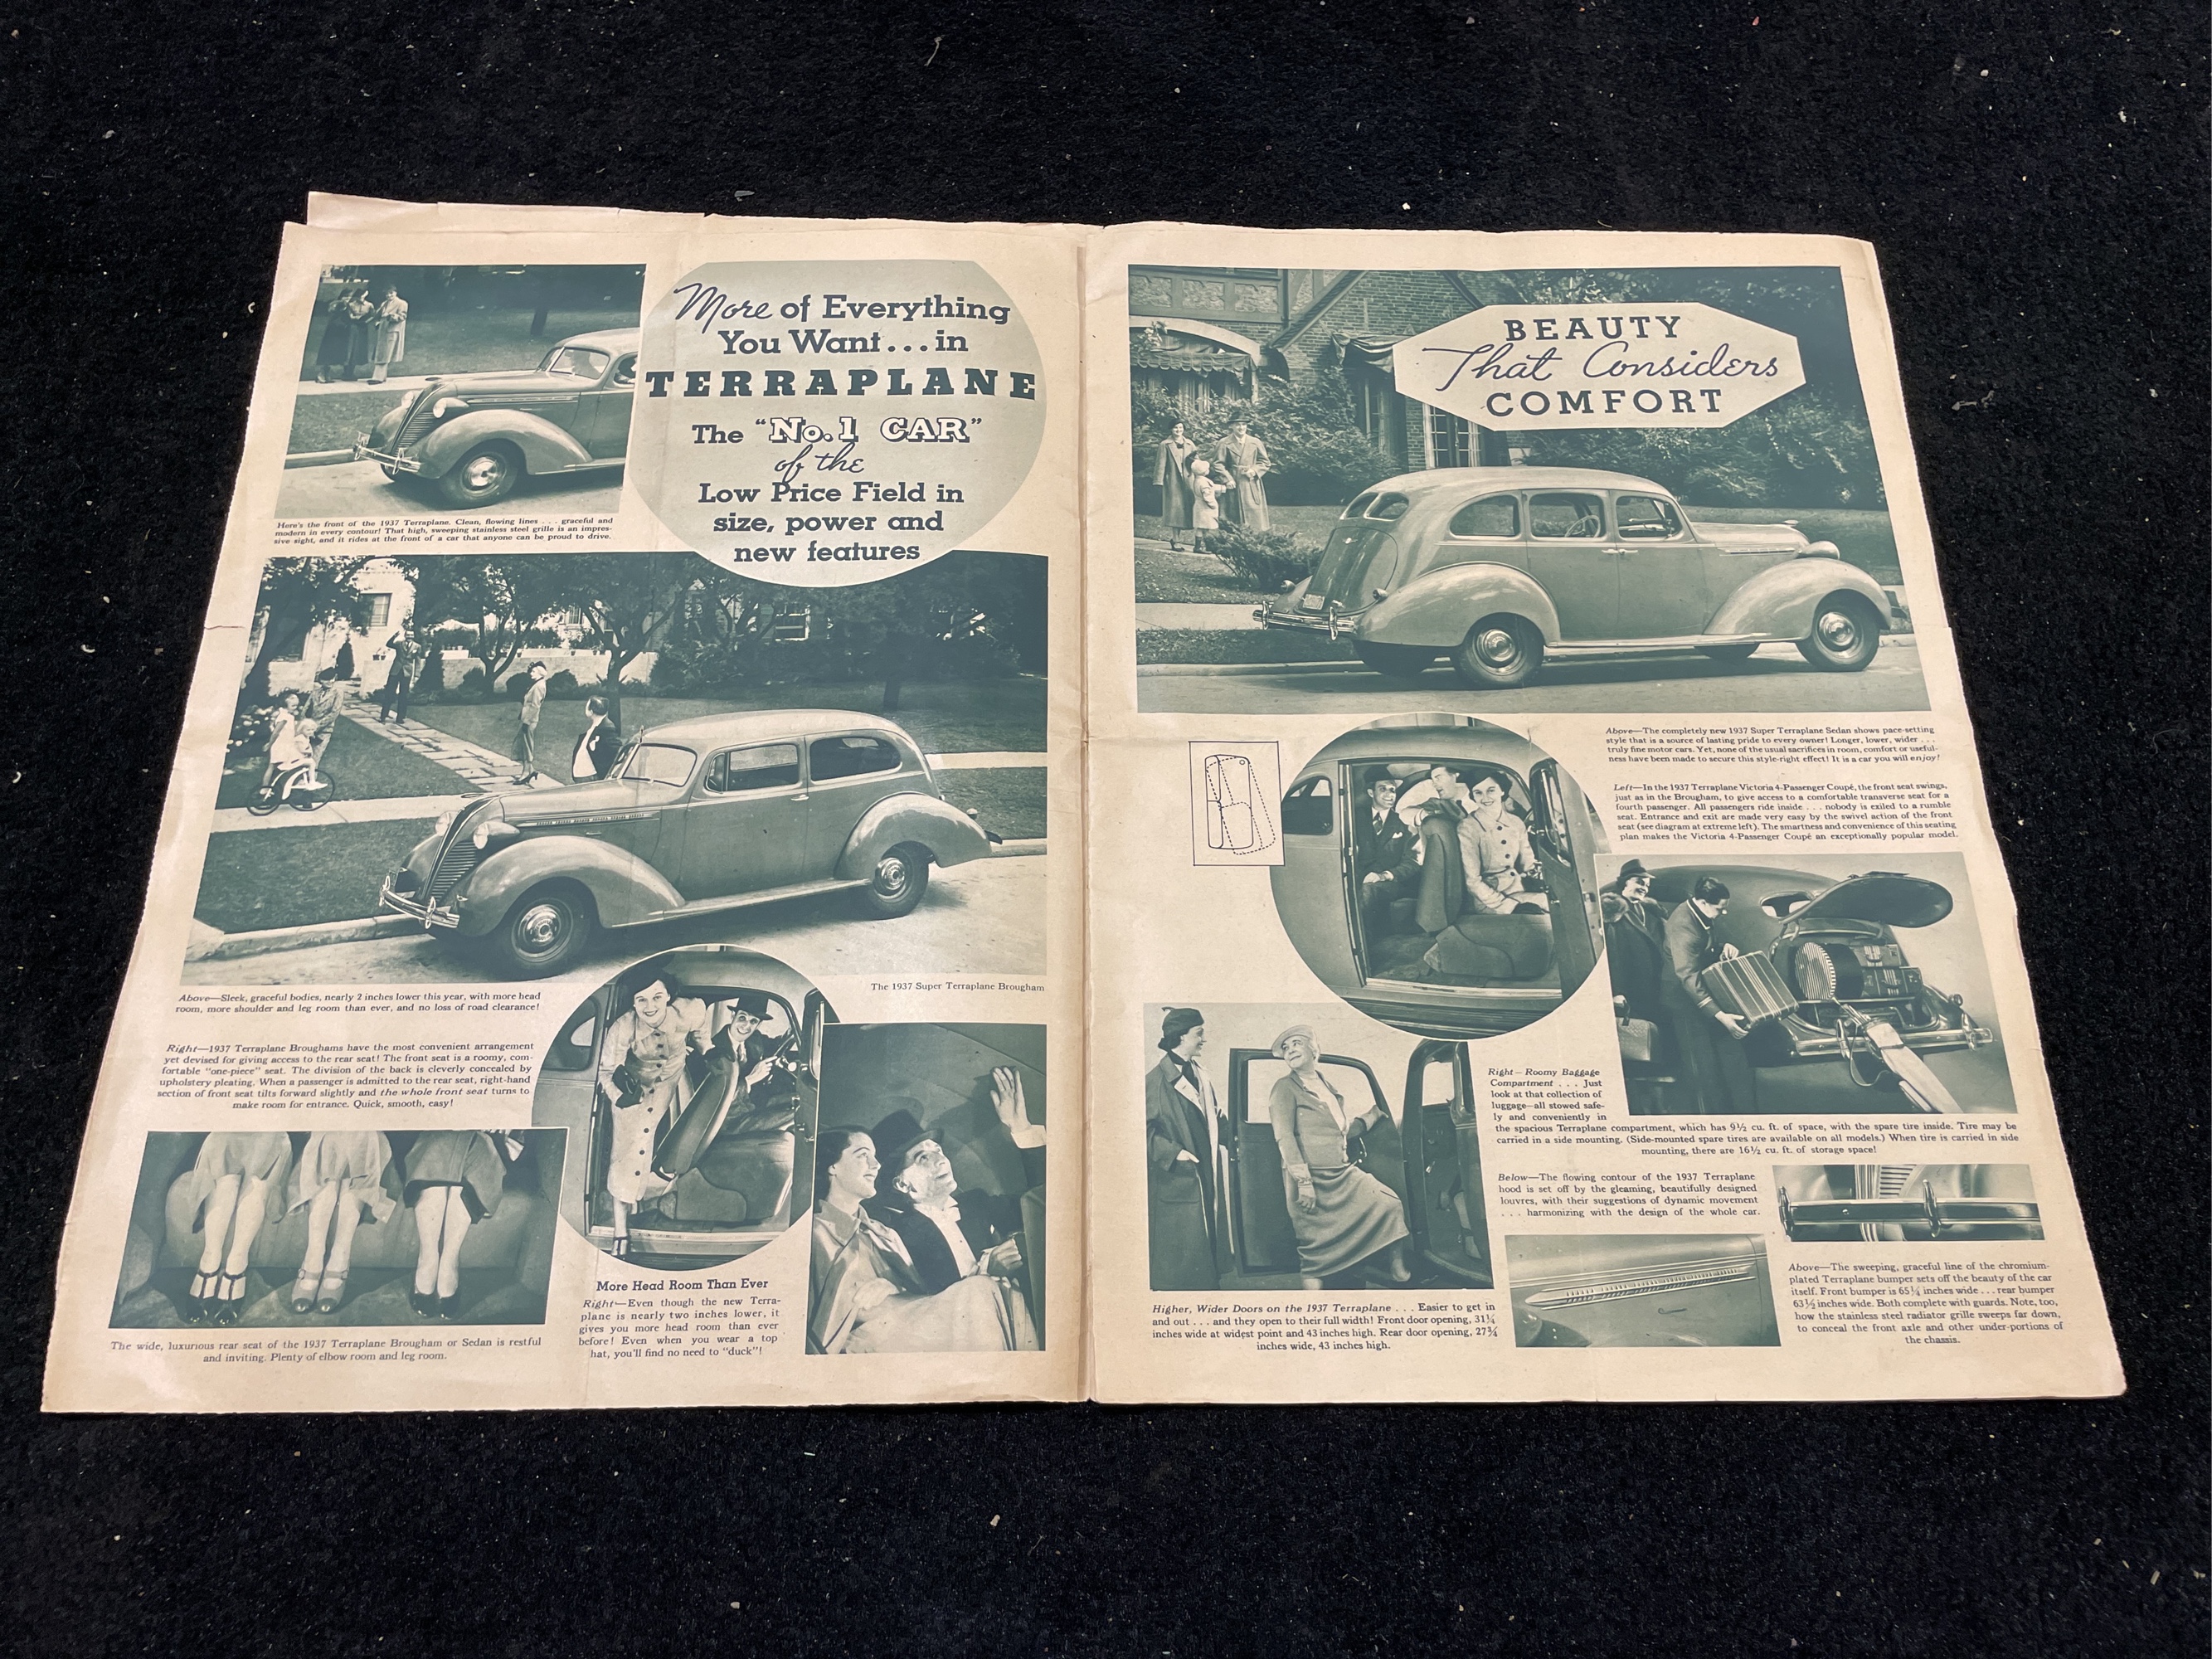 More of Everything
You Want...in
TERRAPLANE
The "No.1 CAR"
of the
Low Price Field in
size, power and
new features
Here's the front of the 1937 Terraplane. Clean, flowing lines . . . graceful and
modern in every contour! That high, sweeping stainless steel grille is an impres-
sive sight, and it rides at the front of a car that anyone can be proud to drive.
The 1937 Super Terraplane Brougham
Above—Sleek, graceful bodies, nearly 2 inches lower this year, with more head
room, more shoulder and leg room than ever, and no loss of road clearance!
Right—1937 Terraplane Broughams have the most convenient arrangement
yet devised for giving access to the rear seat! The front seat is a roomy, com-
fortable "one-piece" seat. The division of the back is cleverly concealed by
upholstery pleating. When a passenger is admitted to the rear seat, right-hand
section of front seat tilts forward slightly and the whole front seat turns to
make room for entrance. Quick, smooth, easy!
The wide, luxurious rear seat of the 1937 Terraplane Brougham or Sedan is restful
and inviting. Plenty of elbow room and leg room.
More Head Room Than Ever
Right—Even though the new Terra-
plane is nearly two inches lower, it
gives you more head room than ever
before! Even when you wear a top
hat, you'll find no need to "duck"!
BEAUTY
That Considers
COMFORT
Above—The completely new 1937 Super Terraplane Sedan shows pace-setting
style that is a source of lasting pride to every owner! Longer, lower, wider . . .
truly fine motor cars. Yet, none of the usual sacrifices in room, comfort or useful-
ness have been made to secure this style-right effect! It is a car you will enjoy!
Left—In the 1937 Terraplane Victoria 4-Passenger Coupé, the front seat swings,
just as in the Brougham, to give access to a comfortable transverse seat for a
fourth passenger. All passengers ride inside . . . nobody is exiled to a rumble
seat. Entrance and exit are made very easy by the swivel action of the front
seat (see diagram at extreme left). The smartness and convenience of this seating
plan makes the Victoria 4-Passenger Coupé an exceptionally popular model.
Right—Roomy Baggage
Compartment . . . Just
look at that collection of
luggage—all stowed safe-
ly and conveniently in
the spacious Terraplane compartment, which has 9½ cu. ft. of space, with the spare tire inside. Tire may be
carried in a side mounting. (Side-mounted spare tires are available on all models.) When tire is carried in side
mounting, there are 16½ cu. ft. of storage space!
Below—The flowing contour of the 1937 Terraplane
hood is set off by the gleaming, beautifully designed
louvres, with their suggestions of dynamic movement
. . . harmonizing with the design of the whole car.
Higher, Wider Doors on the 1937 Terraplane . . . Easier to get in
and out . . . and they open to their full width! Front door opening, 31¼
inches wide at widest point and 43 inches high. Rear door opening, 27¾
inches wide, 43 inches high.
Above—The sweeping, graceful line of the chromium-
plated Terraplane bumper sets off the beauty of the car
itself. Front bumper is 65¼ inches wide . . . rear bumper
63½ inches wide. Both complete with guards. Note, too,
how the stainless steel radiator grille sweeps far down,
to conceal the front axle and other under-portions of
the chassis.